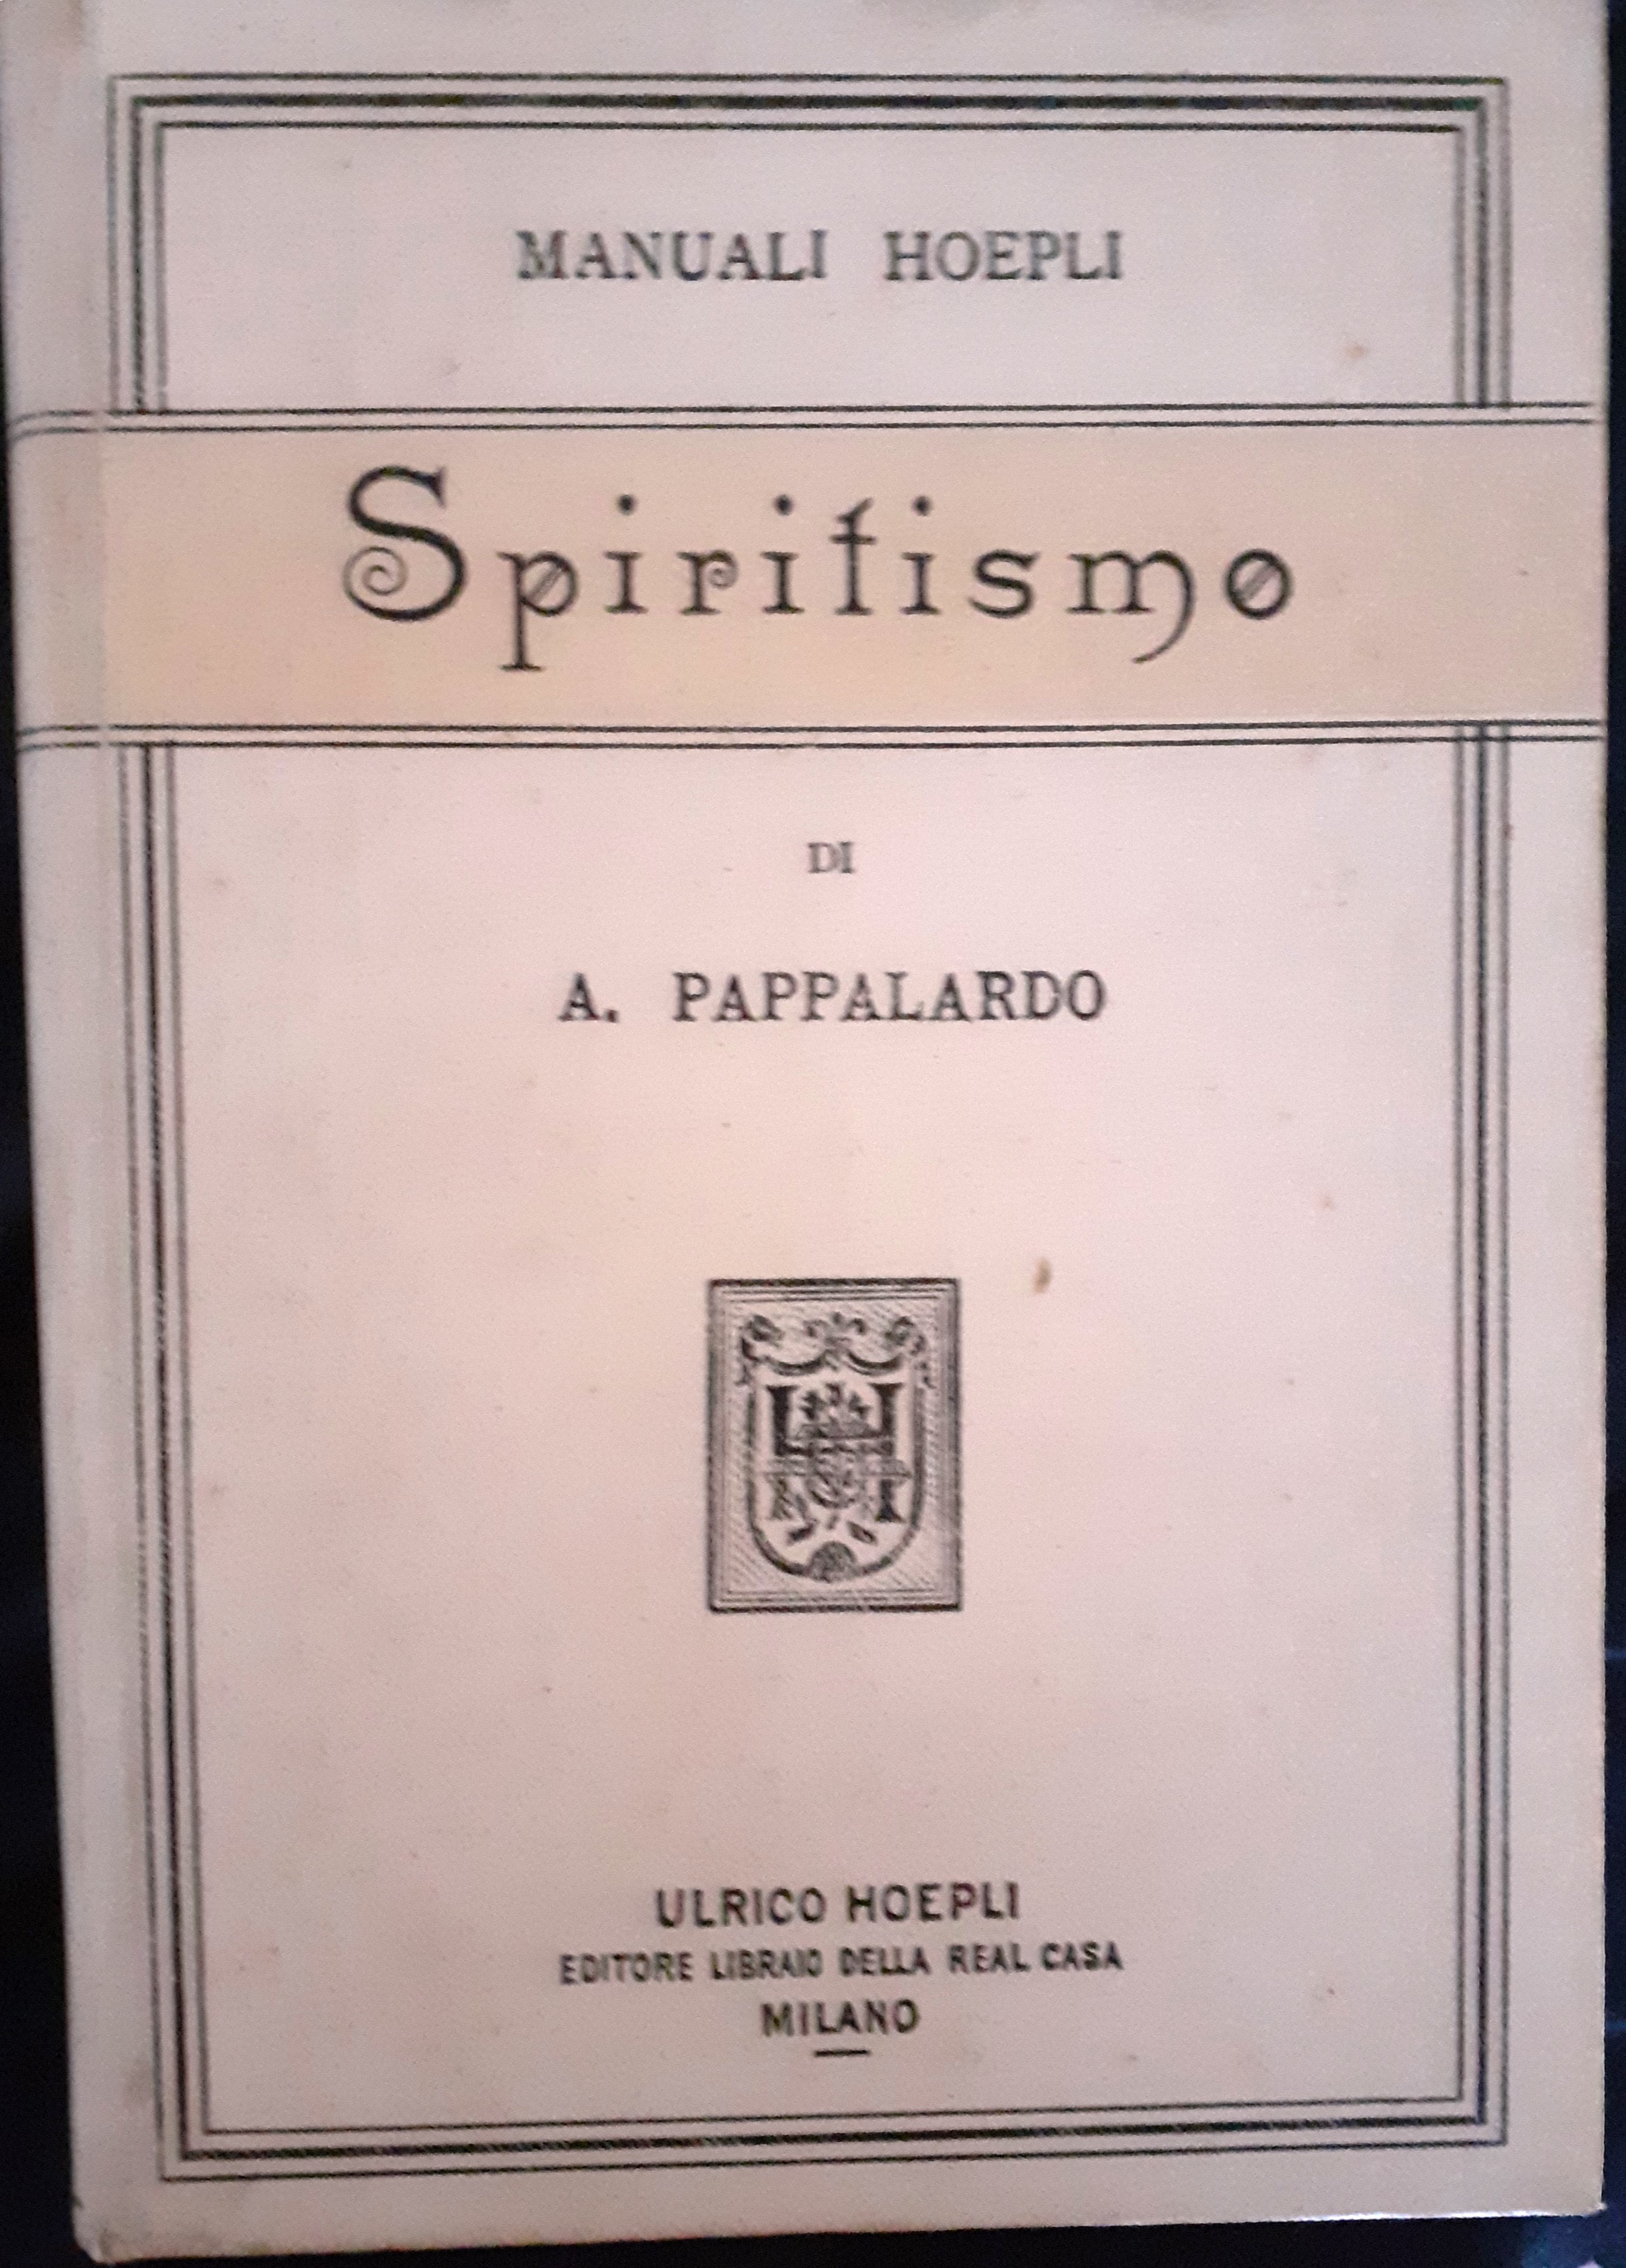 MANUALI HOEPLI
Spiritismo
DI
A. PAPPALARDO
ULRICO HOEPLI
EDITORE LIBRAIO DELLA REAL CASA
MILANO